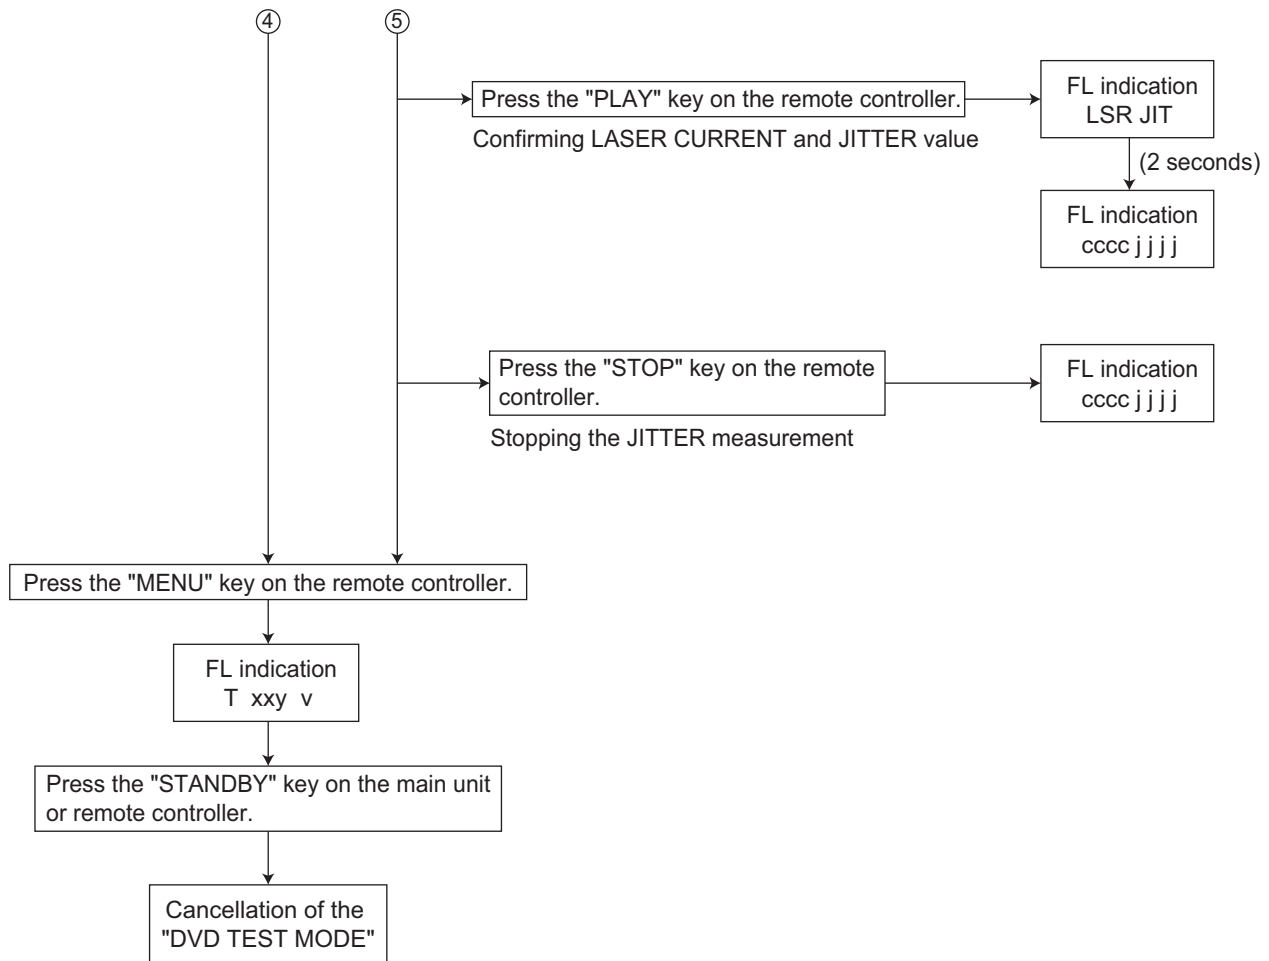 ④ ⑤
Press the "PLAY" key on the remote controller.
Confirming LASER CURRENT and JITTER value
FL indication
LSR JIT
(2 seconds)
FL indication
cccc j j j j
Press the "STOP" key on the remote
controller.
Stopping the JITTER measurement
FL indication
cccc j j j j
Press the "MENU" key on the remote controller.
FL indication
T xxy v
Press the "STANDBY" key on the main unit
or remote controller.
Cancellation of the
"DVD TEST MODE"